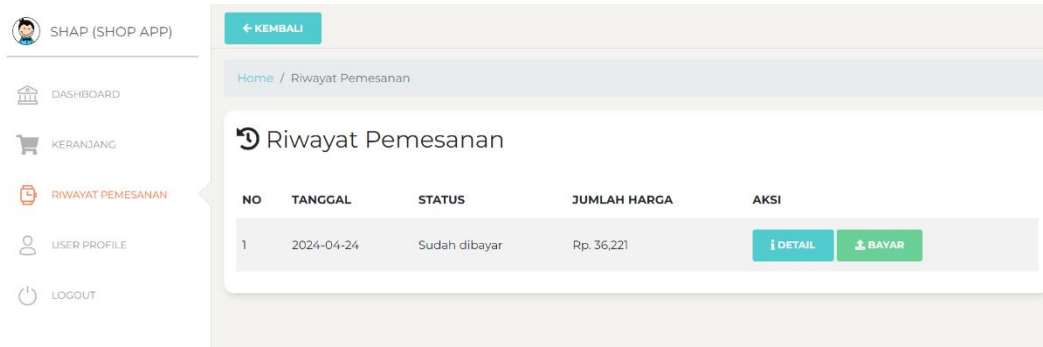 SHAP (SHOP APP)
DASHBOARD
KERANJANG
RIWAYAT PEMESANAN
USER PROFILE
LOGOUT
KEMBALI
Home / Riwayat Pemesanan
Riwayat Pemesanan
NO TANGGAL STATUS JUMLAH HARGA AKSI
1 2024-04-24 Sudah dibayar Rp. 36,221 DETAIL BAYAR